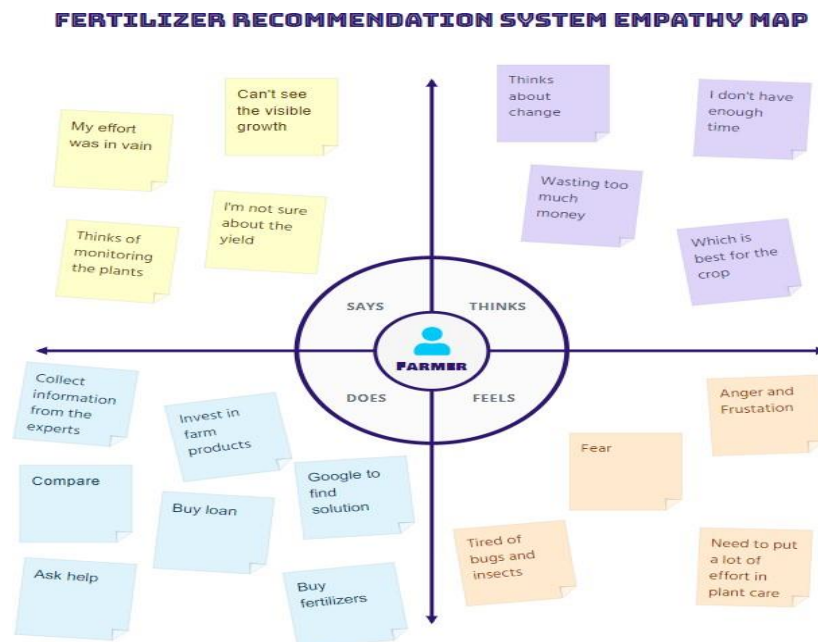 FERTILIZER RECOMMENDATION SYSTEM EMPATHY MAP
My effort
was in vain
Can't see
the visible
growth
Thinks of
monitoring
the plants
I'm not sure
about the
yield
Thinks
about
change
I don't have
enough
time
Wasting too
much
money
Which is
best for the
crop
SAYS
THINKS
FARMER
DOES
FEELS
Collect
information
from the
experts
Invest in
farm
products
Compare
Buy loan
Google to
find
solution
Ask help
Buy
fertilizers
Anger and
Frustation
Fear
Tired of
bugs and
insects
Need to put
a lot of
effort in
plant care